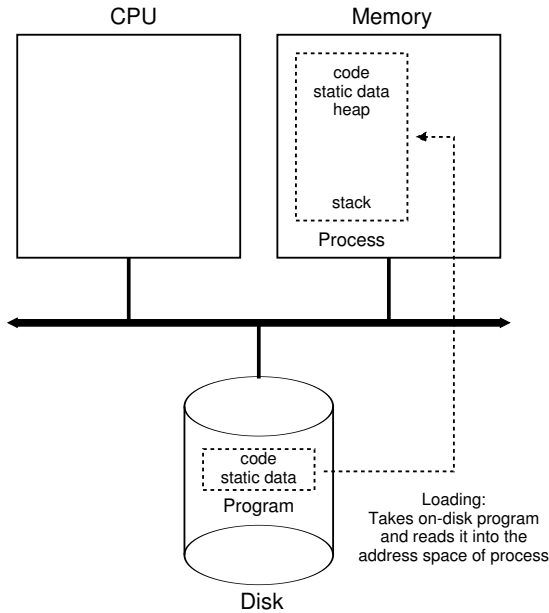 CPU
Memory
code
static data
heap
stack
Process
code
static data
Program
Loading:
Takes on-disk program
and reads it into the
address space of process
Disk